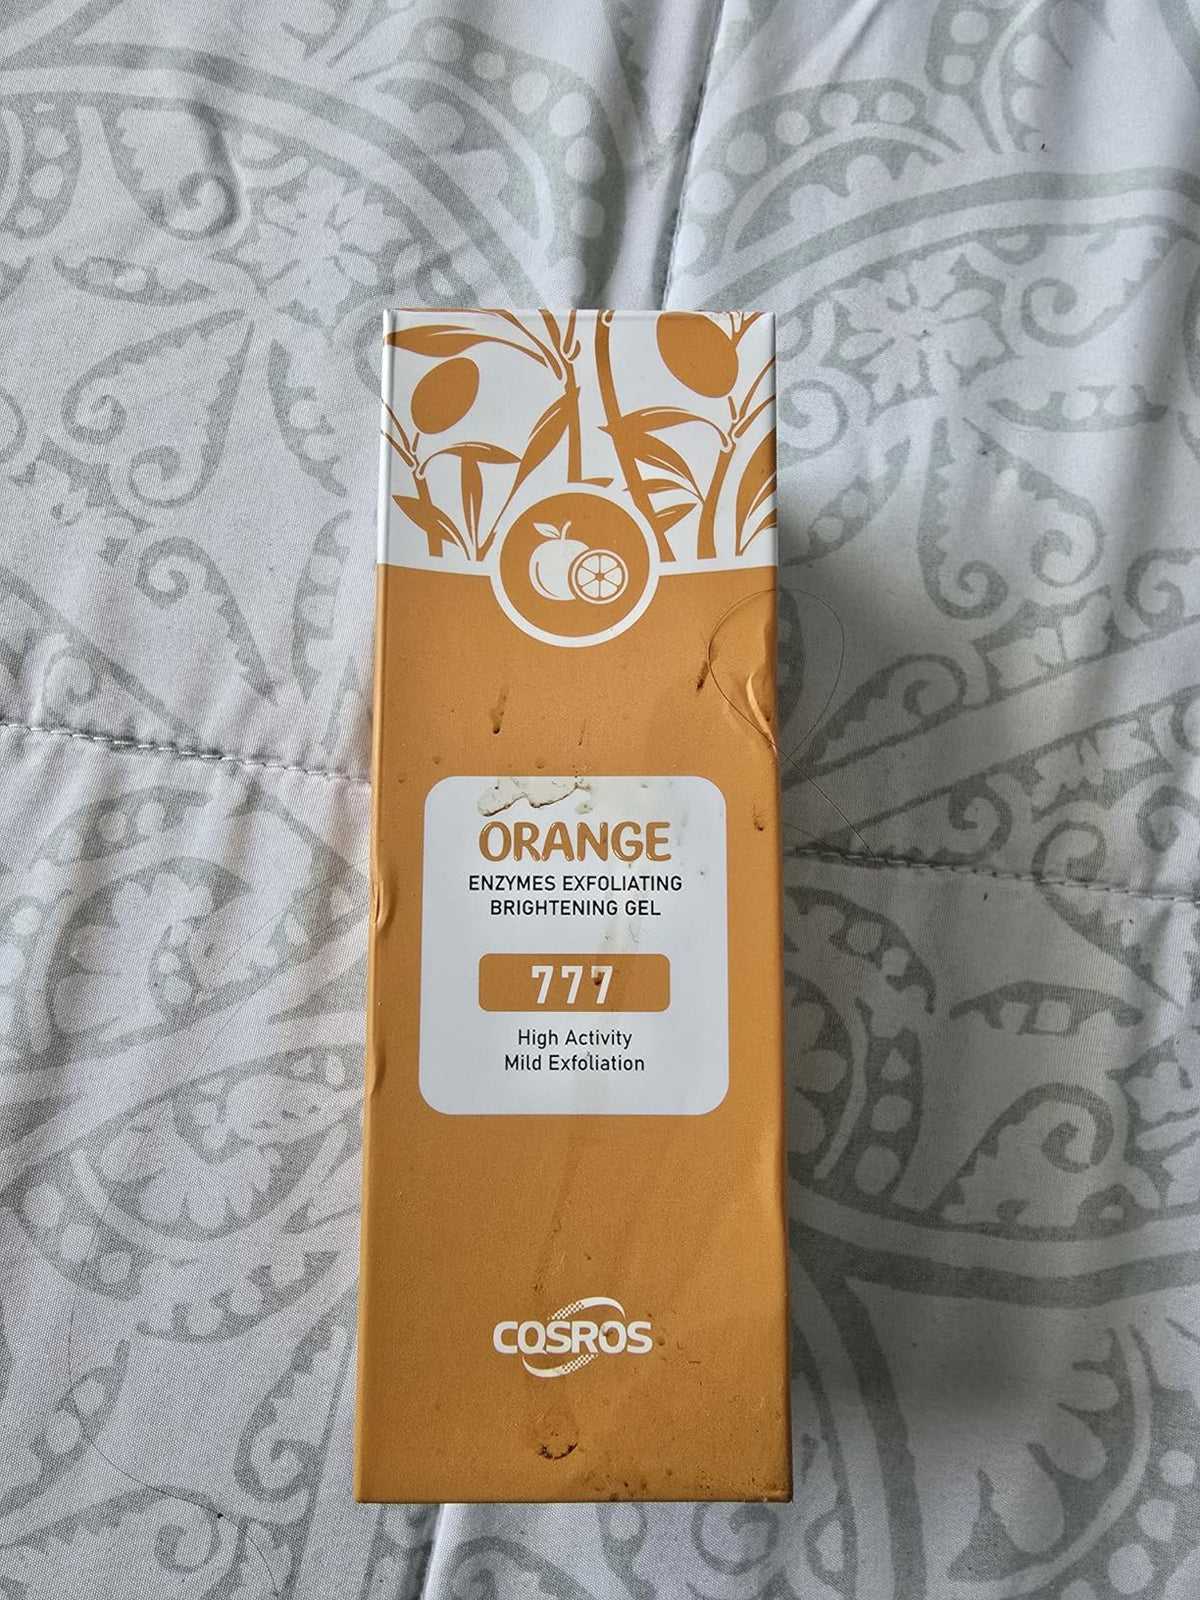 ORANGE
ENZYMES EXFOLIATING
BRIGHTENING GEL
777
High Activity
Mild Exfoliation
COSROS